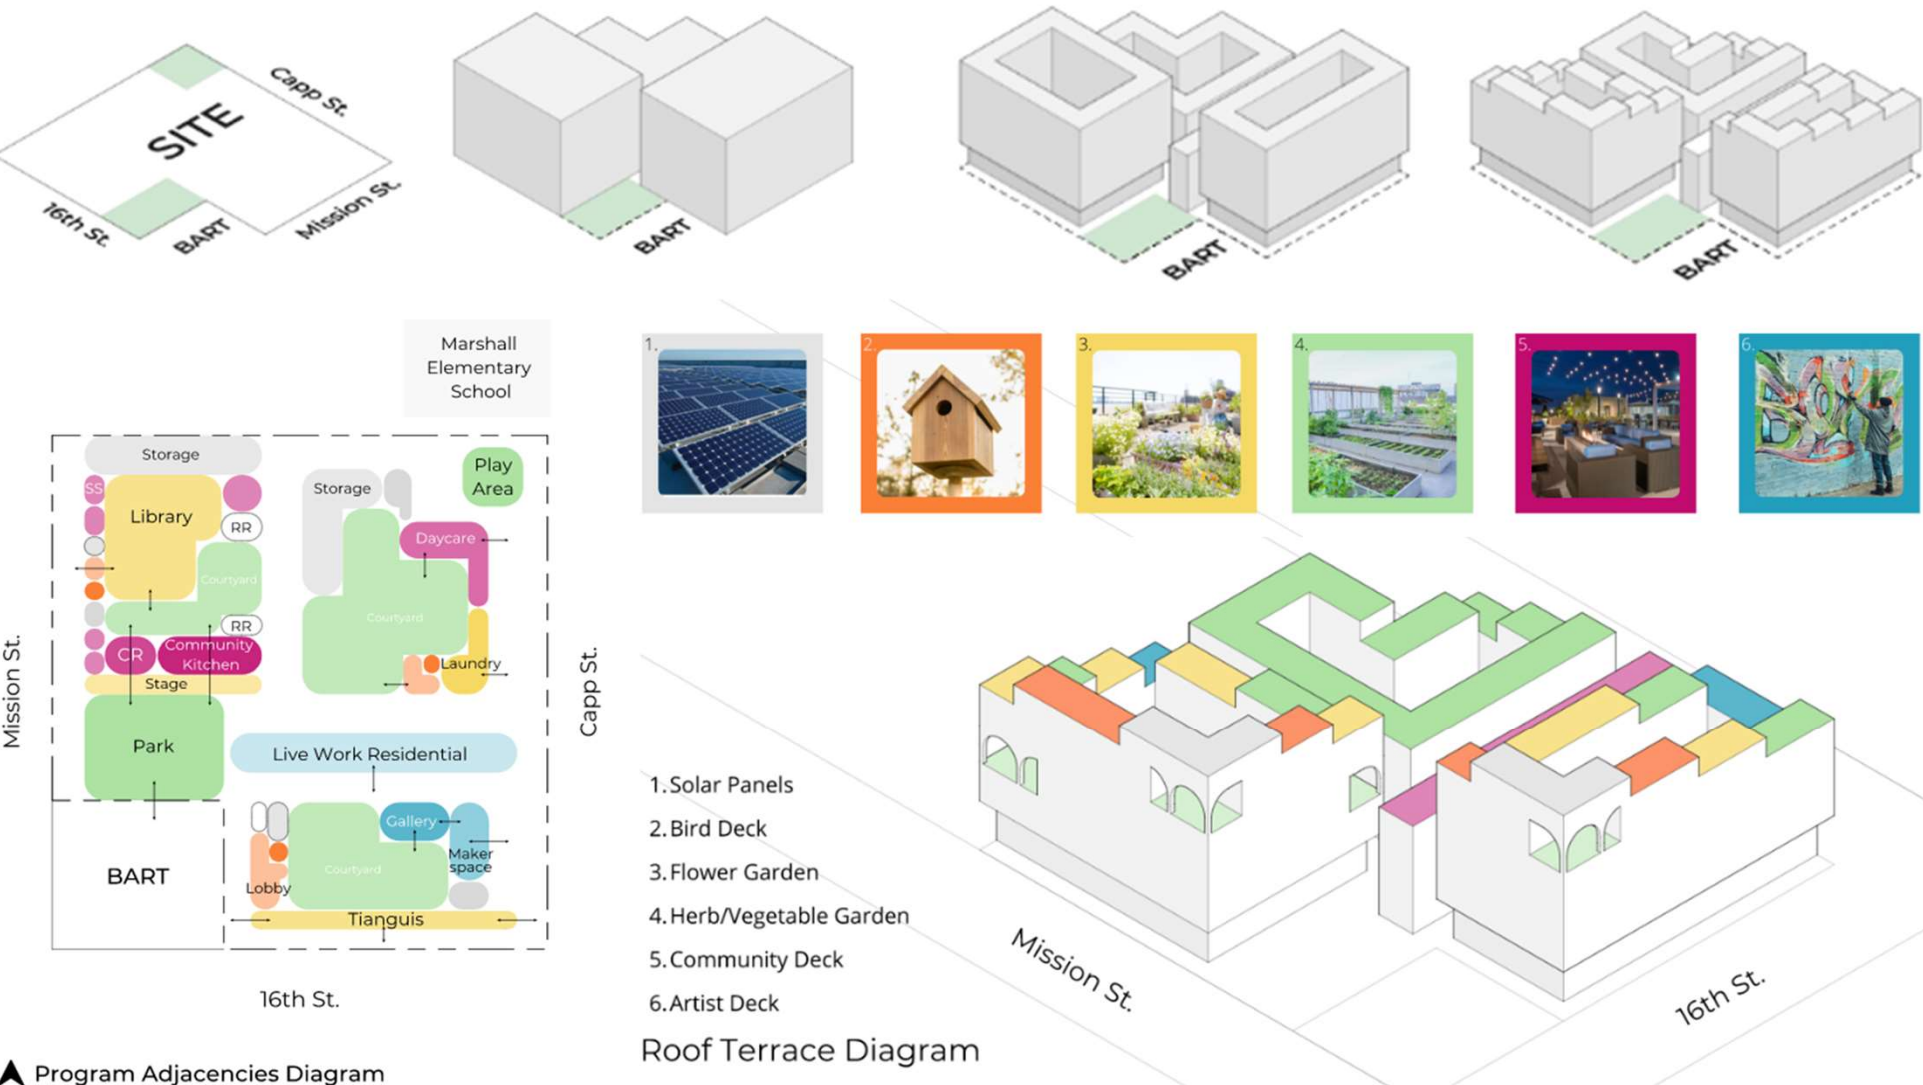 SITE
Capp St.
16th St.
BART
Mission St.
BART
BART
BART
Marshall
Elementary
School
Storage
SS
Library
RR
Courtyard
RR
CR
Community
Kitchen
Stage
Park
BART
Storage
Play
Area
Daycare
Courtyard
Laundry
Live Work Residential
Gallery
Maker
space
Courtyard
Lobby
Tianguis
Mission St.
Capp St.
16th St.
Program Adjacencies Diagram
1.
2.
3.
4.
5.
6.
1. Solar Panels
2. Bird Deck
3. Flower Garden
4. Herb/Vegetable Garden
5. Community Deck
6. Artist Deck
Roof Terrace Diagram
Mission St.
16th St.